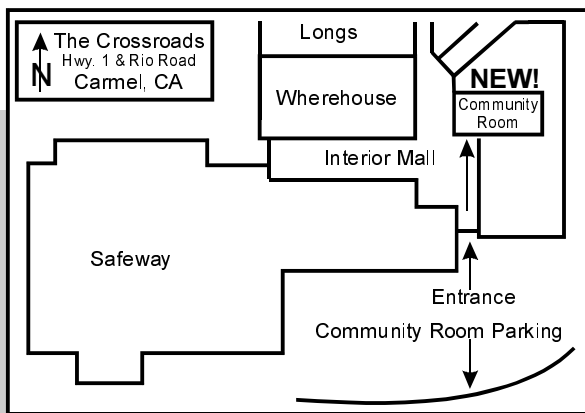 The Crossroads
Hwy. 1 & Rio Road
Carmel, CA
N
Longs
Wherehouse
NEW!
Community
Room
Interior Mall
Safeway
Entrance
Community Room Parking